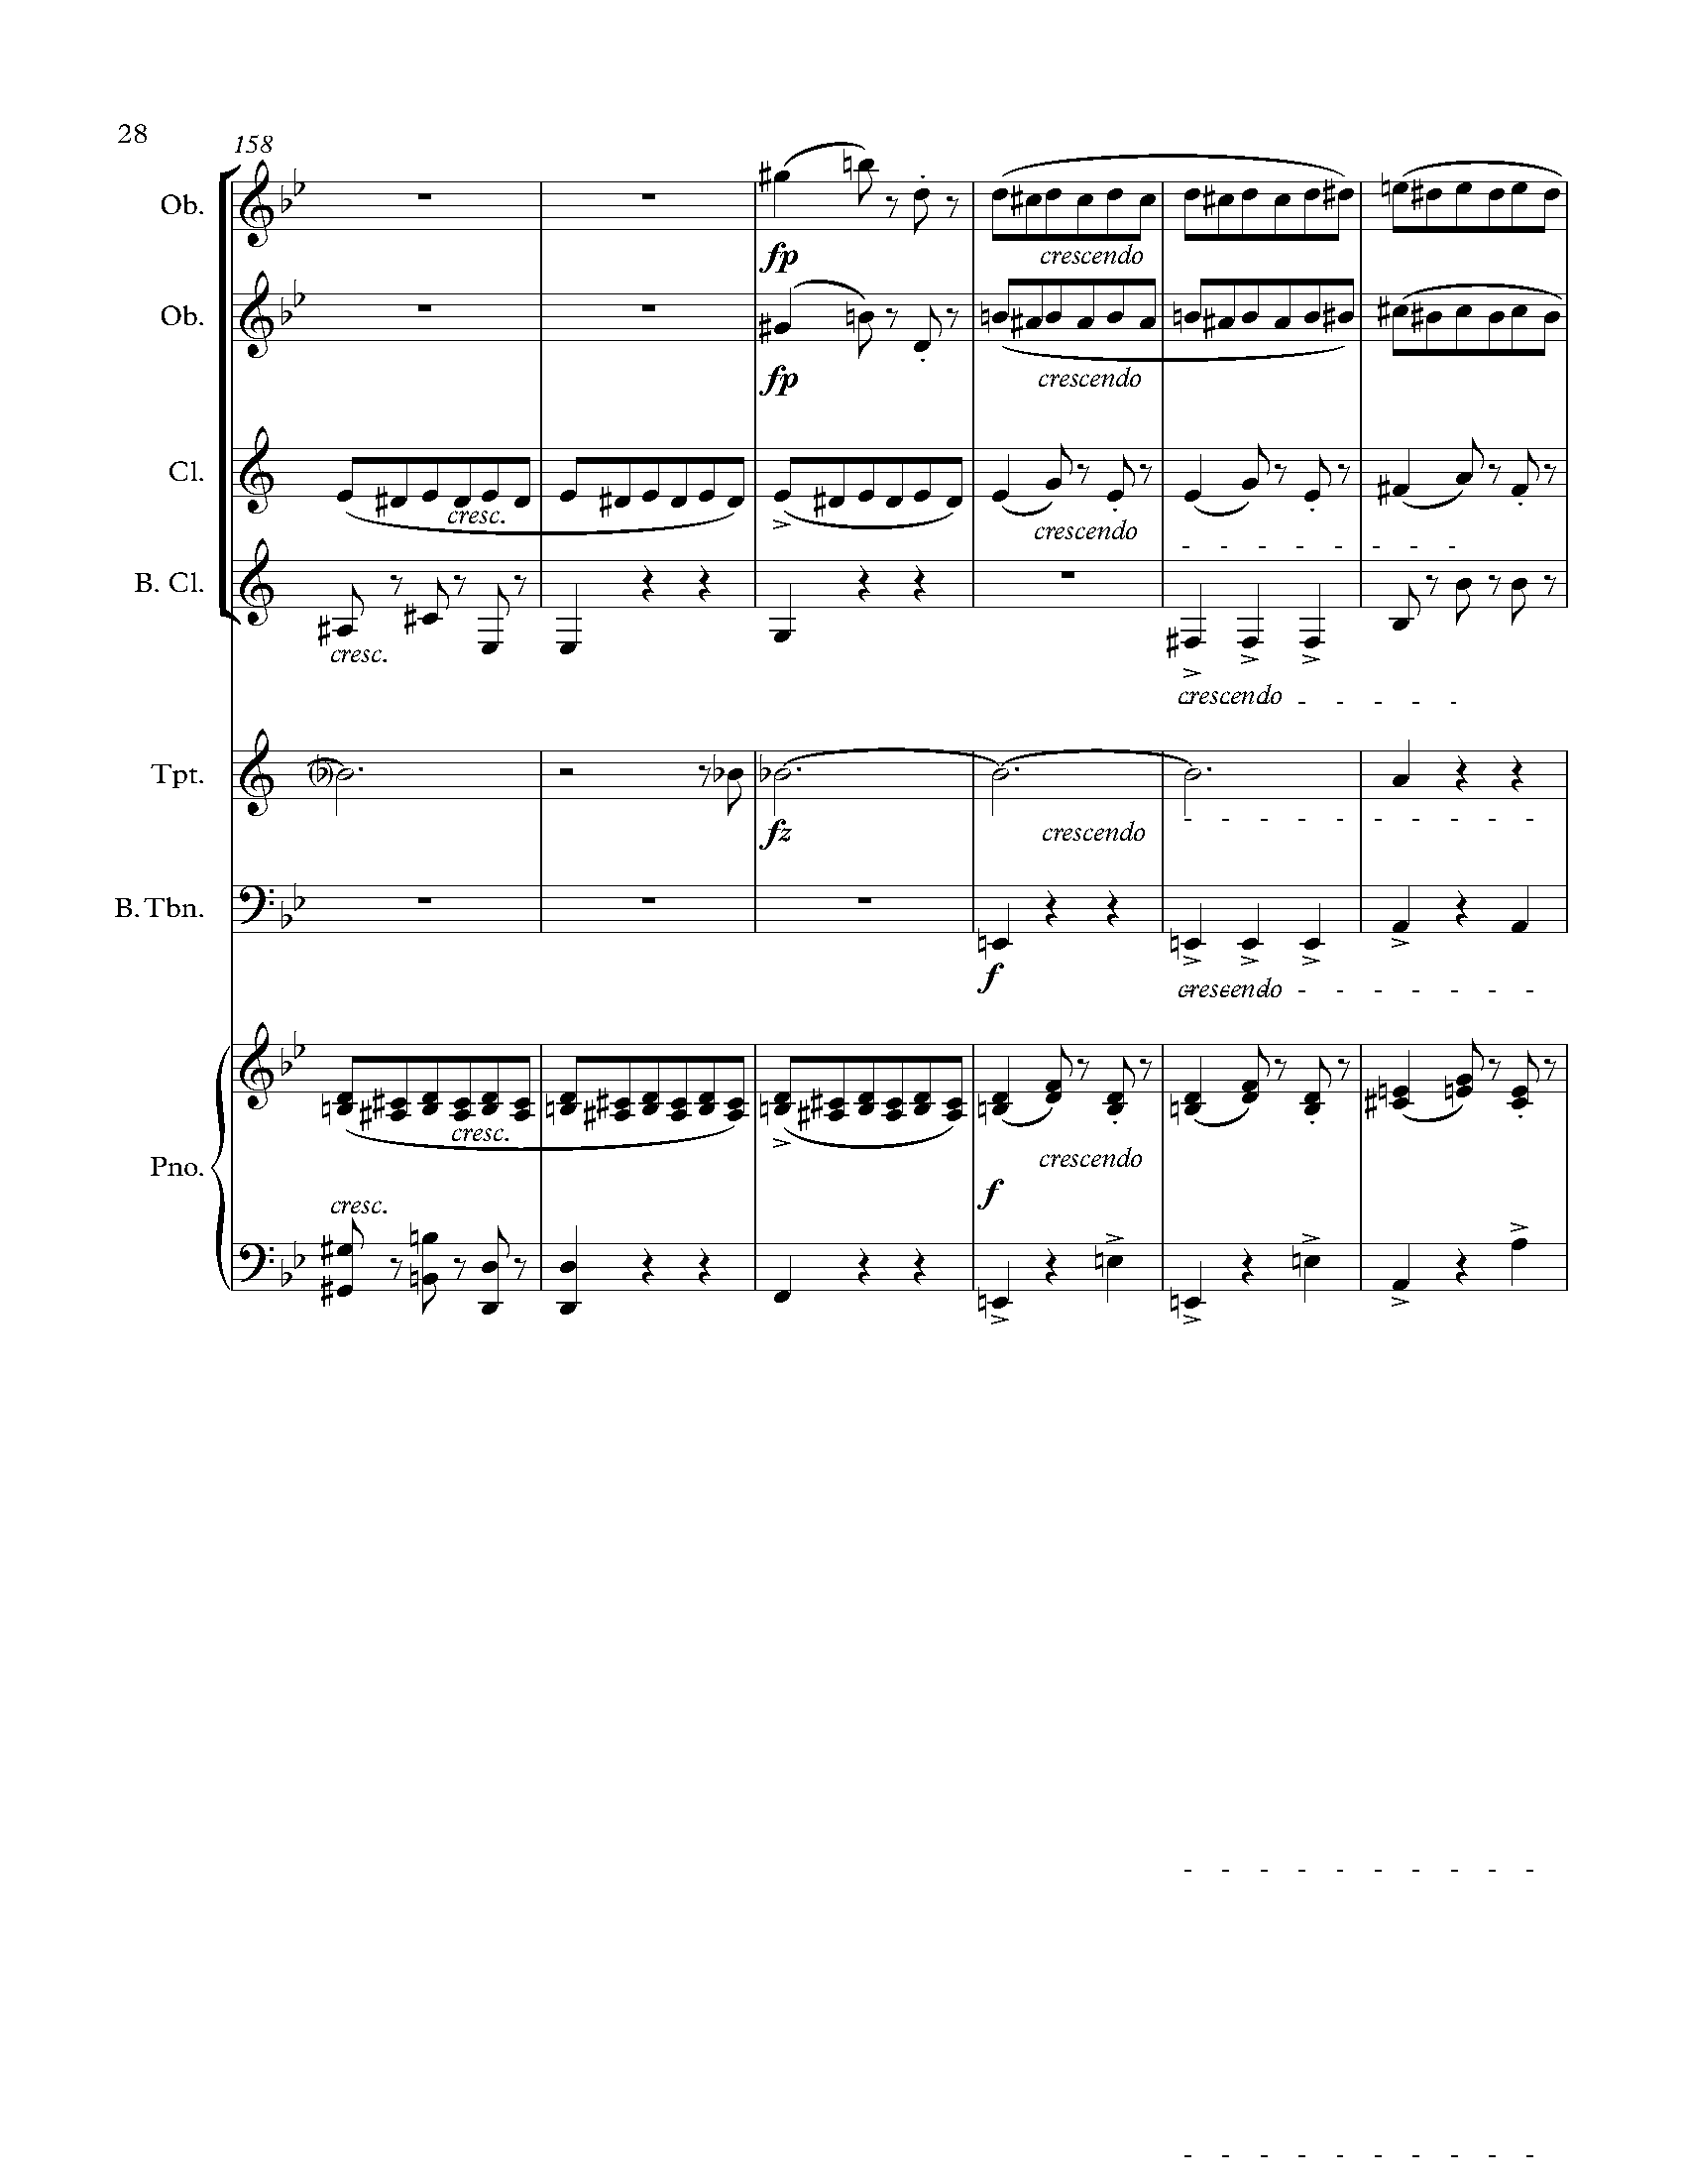 28
158
Ob.
fp
crescendo
Ob.
fp
crescendo
Cl.
cresc.
crescendo
B. Cl.
cresc.
crescendo
Tpt.
fz
crescendo
B. Tbn.
f
crescendo
Pno.
cresc.
crescendo
cresc.
f